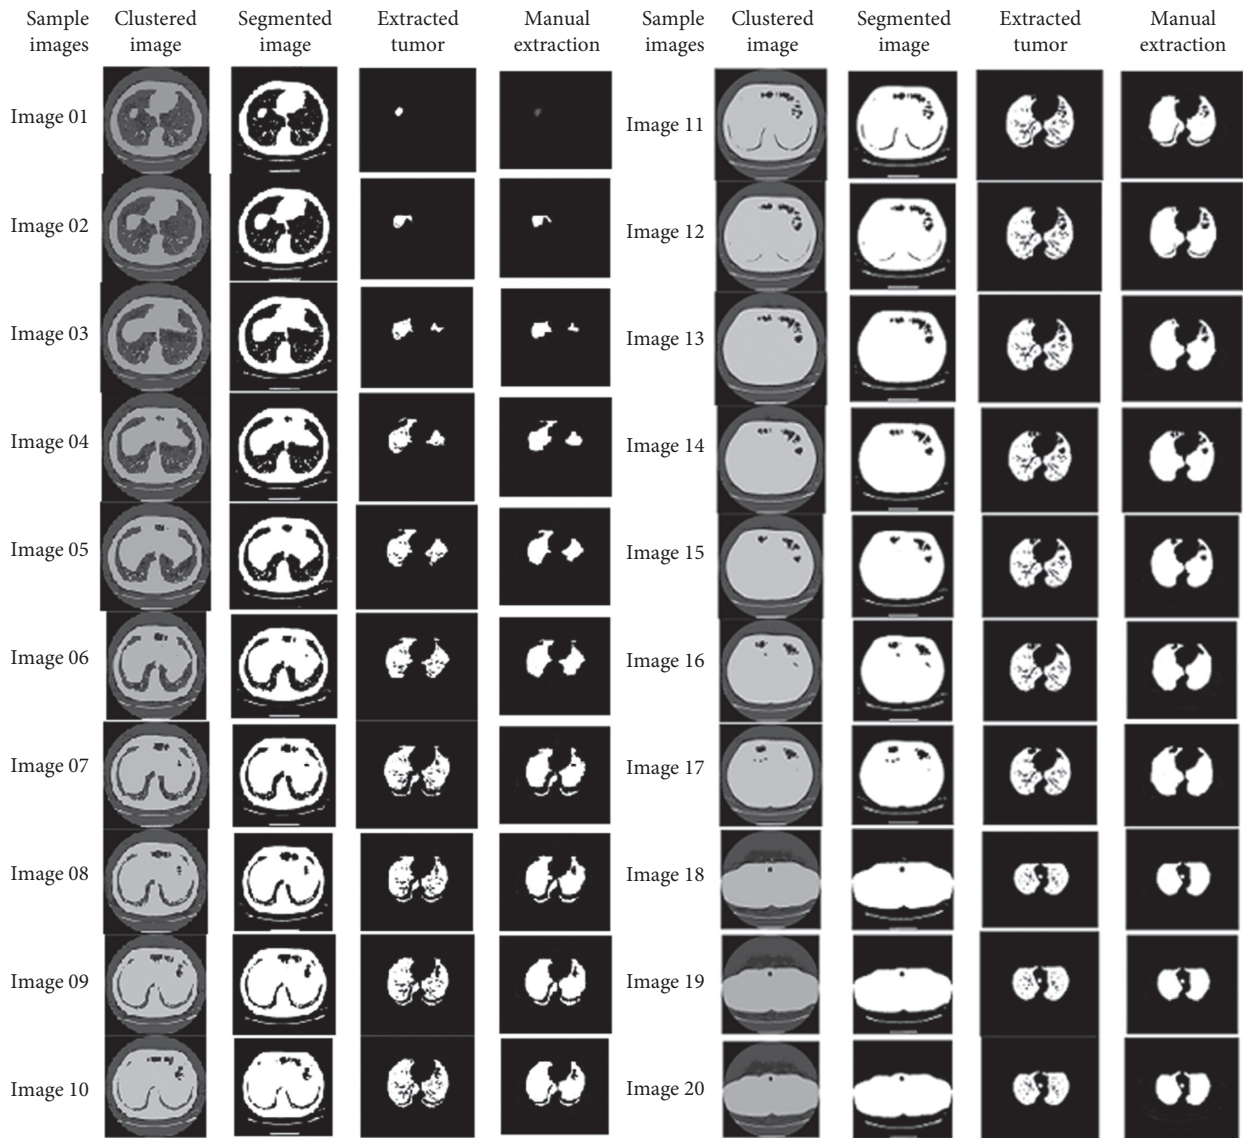 Sample images
Clustered image
Segmented image
Extracted tumor
Manual extraction
Image 01
Image 02
Image 03
Image 04
Image 05
Image 06
Image 07
Image 08
Image 09
Image 10
Sample images
Clustered image
Segmented image
Extracted tumor
Manual extraction
Image 11
Image 12
Image 13
Image 14
Image 15
Image 16
Image 17
Image 18
Image 19
Image 20